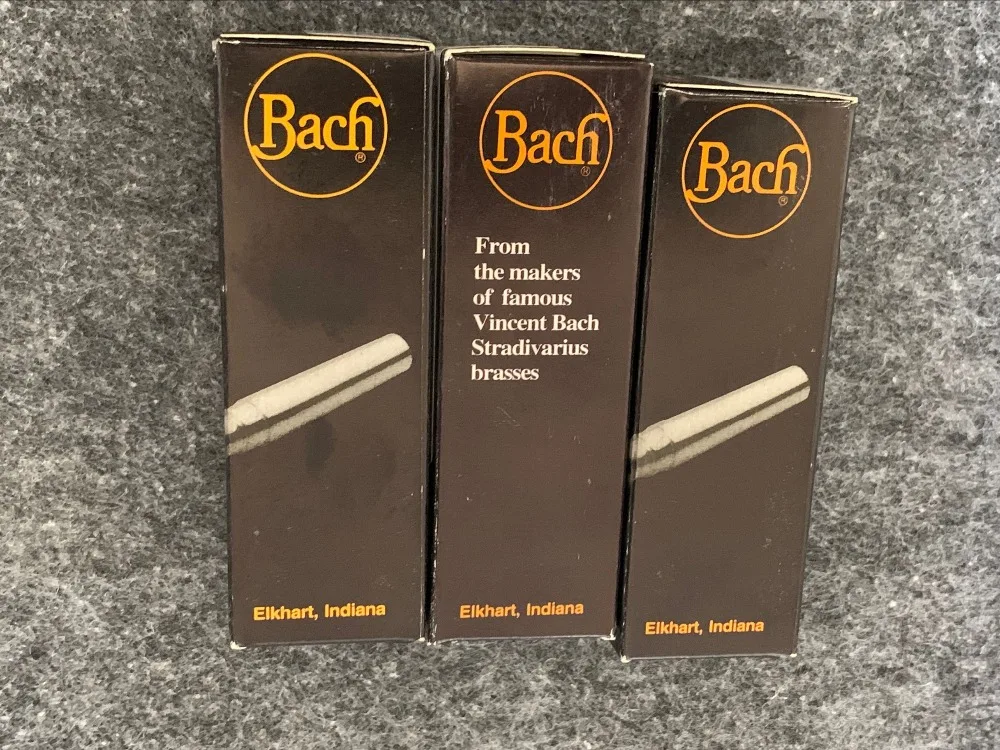 Bach®
Elkhart, Indiana
Bach®
From
the makers
of famous
Vincent Bach
Stradivarius
brasses
Elkhart, Indiana
Bach®
Elkhart, Indiana